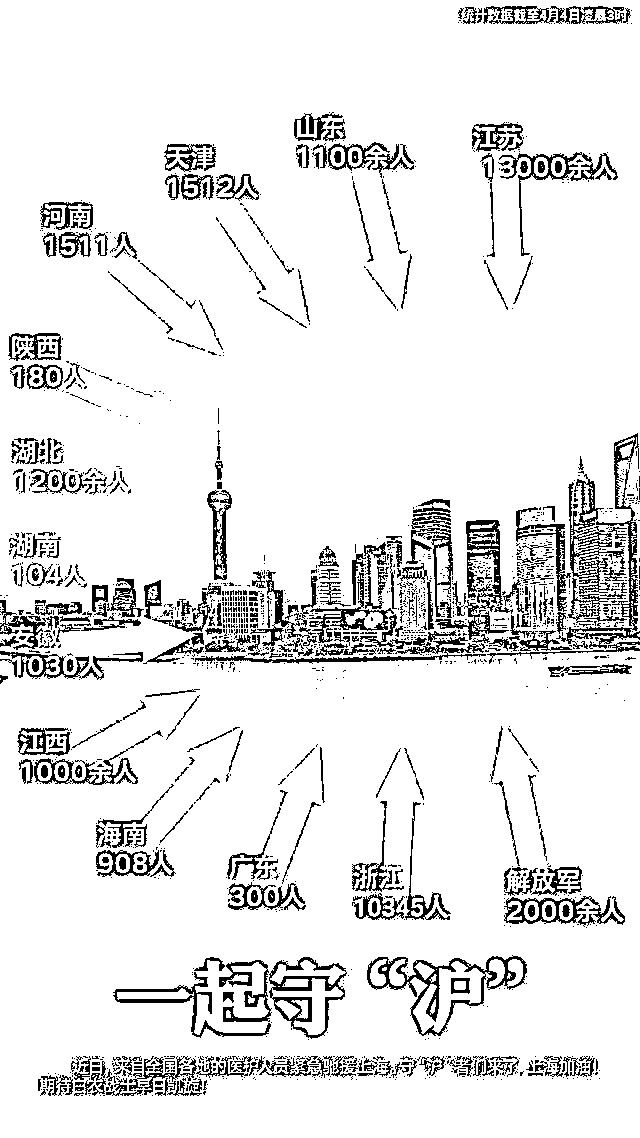 统计数据截至4月4日凌晨3时
山东
1100余人
江苏
13000余人
天津
1512人
河南
1511人
陕西
180人
湖北
1200余人
湖南
104人
安徽
1030人
江西
1000余人
海南
908人
广东
300人
浙江
10345人
解放军
2000余人
一起守“沪”
近日，来自全国各地的医护人员紧急驰援上海，守“沪”者们来了，上海加油！
期待白衣战士早日凯旋！